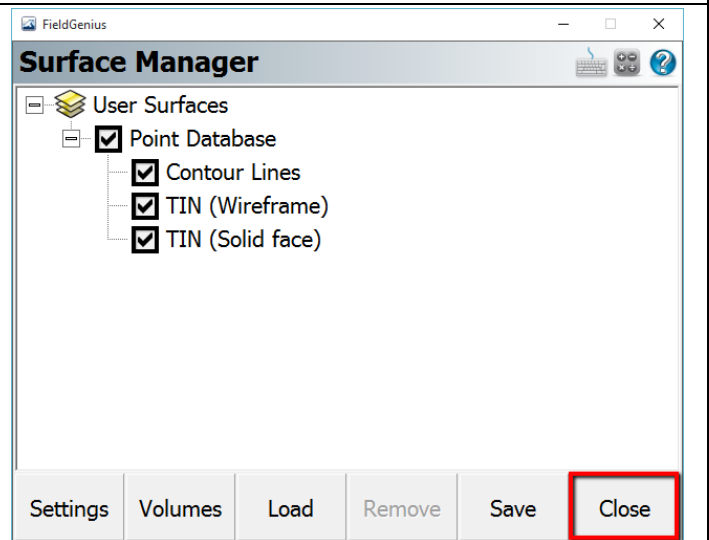 FieldGenius
Surface Manager
User Surfaces
Point Database
Contour Lines
TIN (Wireframe)
TIN (Solid face)
Settings Volumes Load Remove Save Close